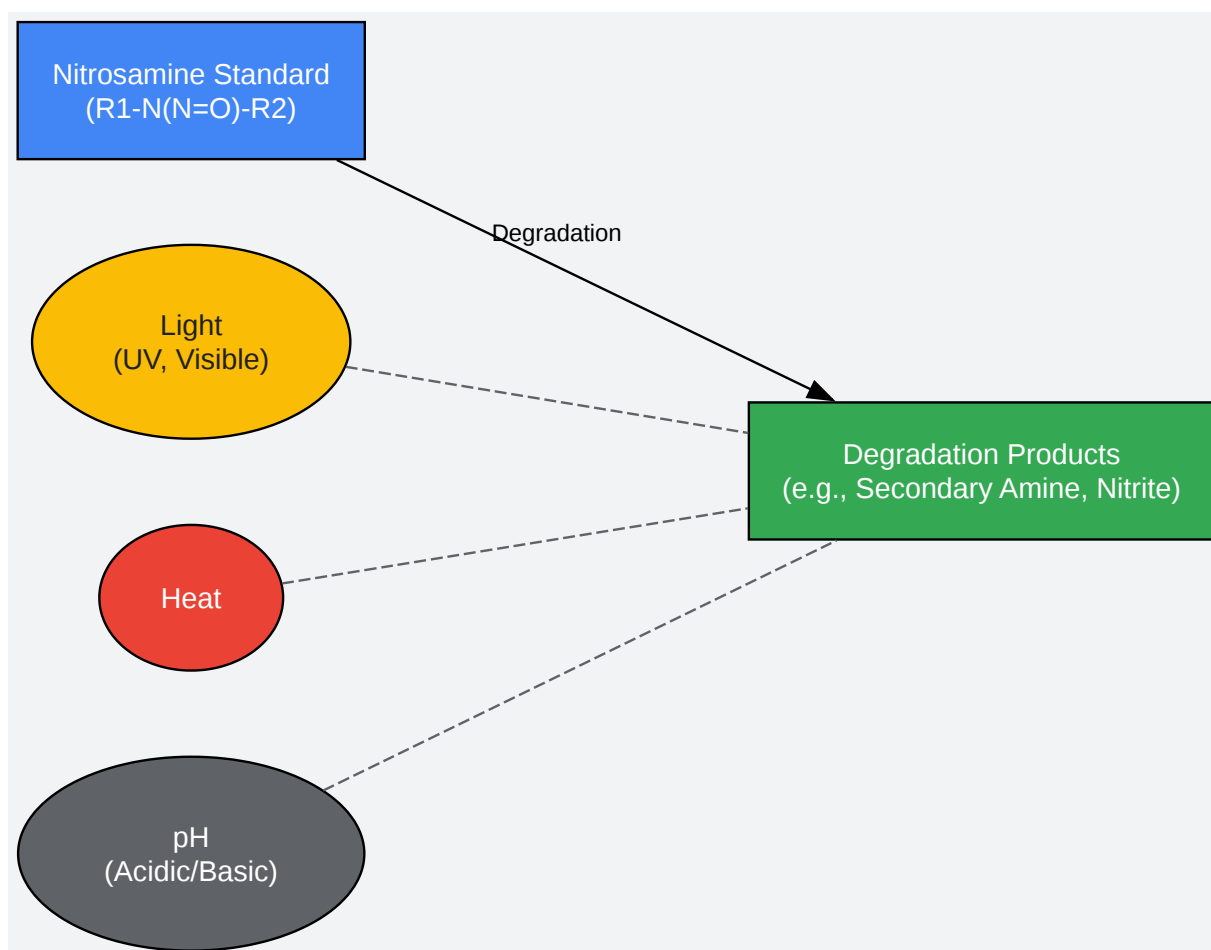 Nitrosamine Standard
(R1-N(N=O)-R2)
Degradation
Light
(UV, Visible)
Degradation Products
(e.g., Secondary Amine, Nitrite)
Heat
pH
(Acidic/Basic)